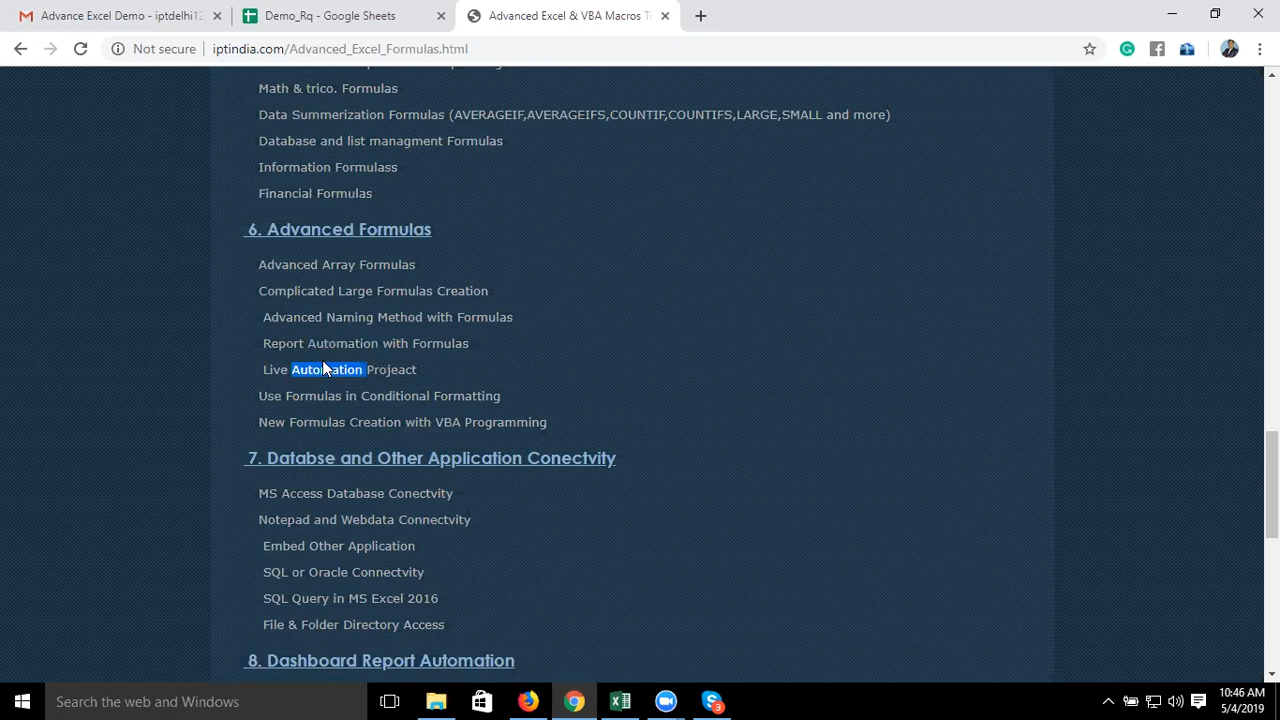 Advance Excel Demo - iptdelhi12
Demo_Rq - Google Sheets
Advanced Excel & VBA Macros T
Not secure
iptindia.com/Advanced_Excel_Formulas.html
Math & trico. Formulas
Data Summerization Formulas (AVERAGEIF,AVERAGEIFS,COUNTIF,COUNTIFS,LARGE,SMALL and more)
Database and list managment Formulas
Information Formulass
Financial Formulas
6. Advanced Formulas
Advanced Array Formulas
Complicated Large Formulas Creation
Advanced Naming Method with Formulas
Report Automation with Formulas
Live Automation Projeact
Use Formulas in Conditional Formatting
New Formulas Creation with VBA Programming
7. Databse and Other Application Conectvity
MS Access Database Conectvity
Notepad and Webdata Connectvity
Embed Other Application
SQL or Oracle Connectvity
SQL Query in MS Excel 2016
File & Folder Directory Access
8. Dashboard Report Automation
Search the web and Windows
3
10:46 AM
5/4/2019